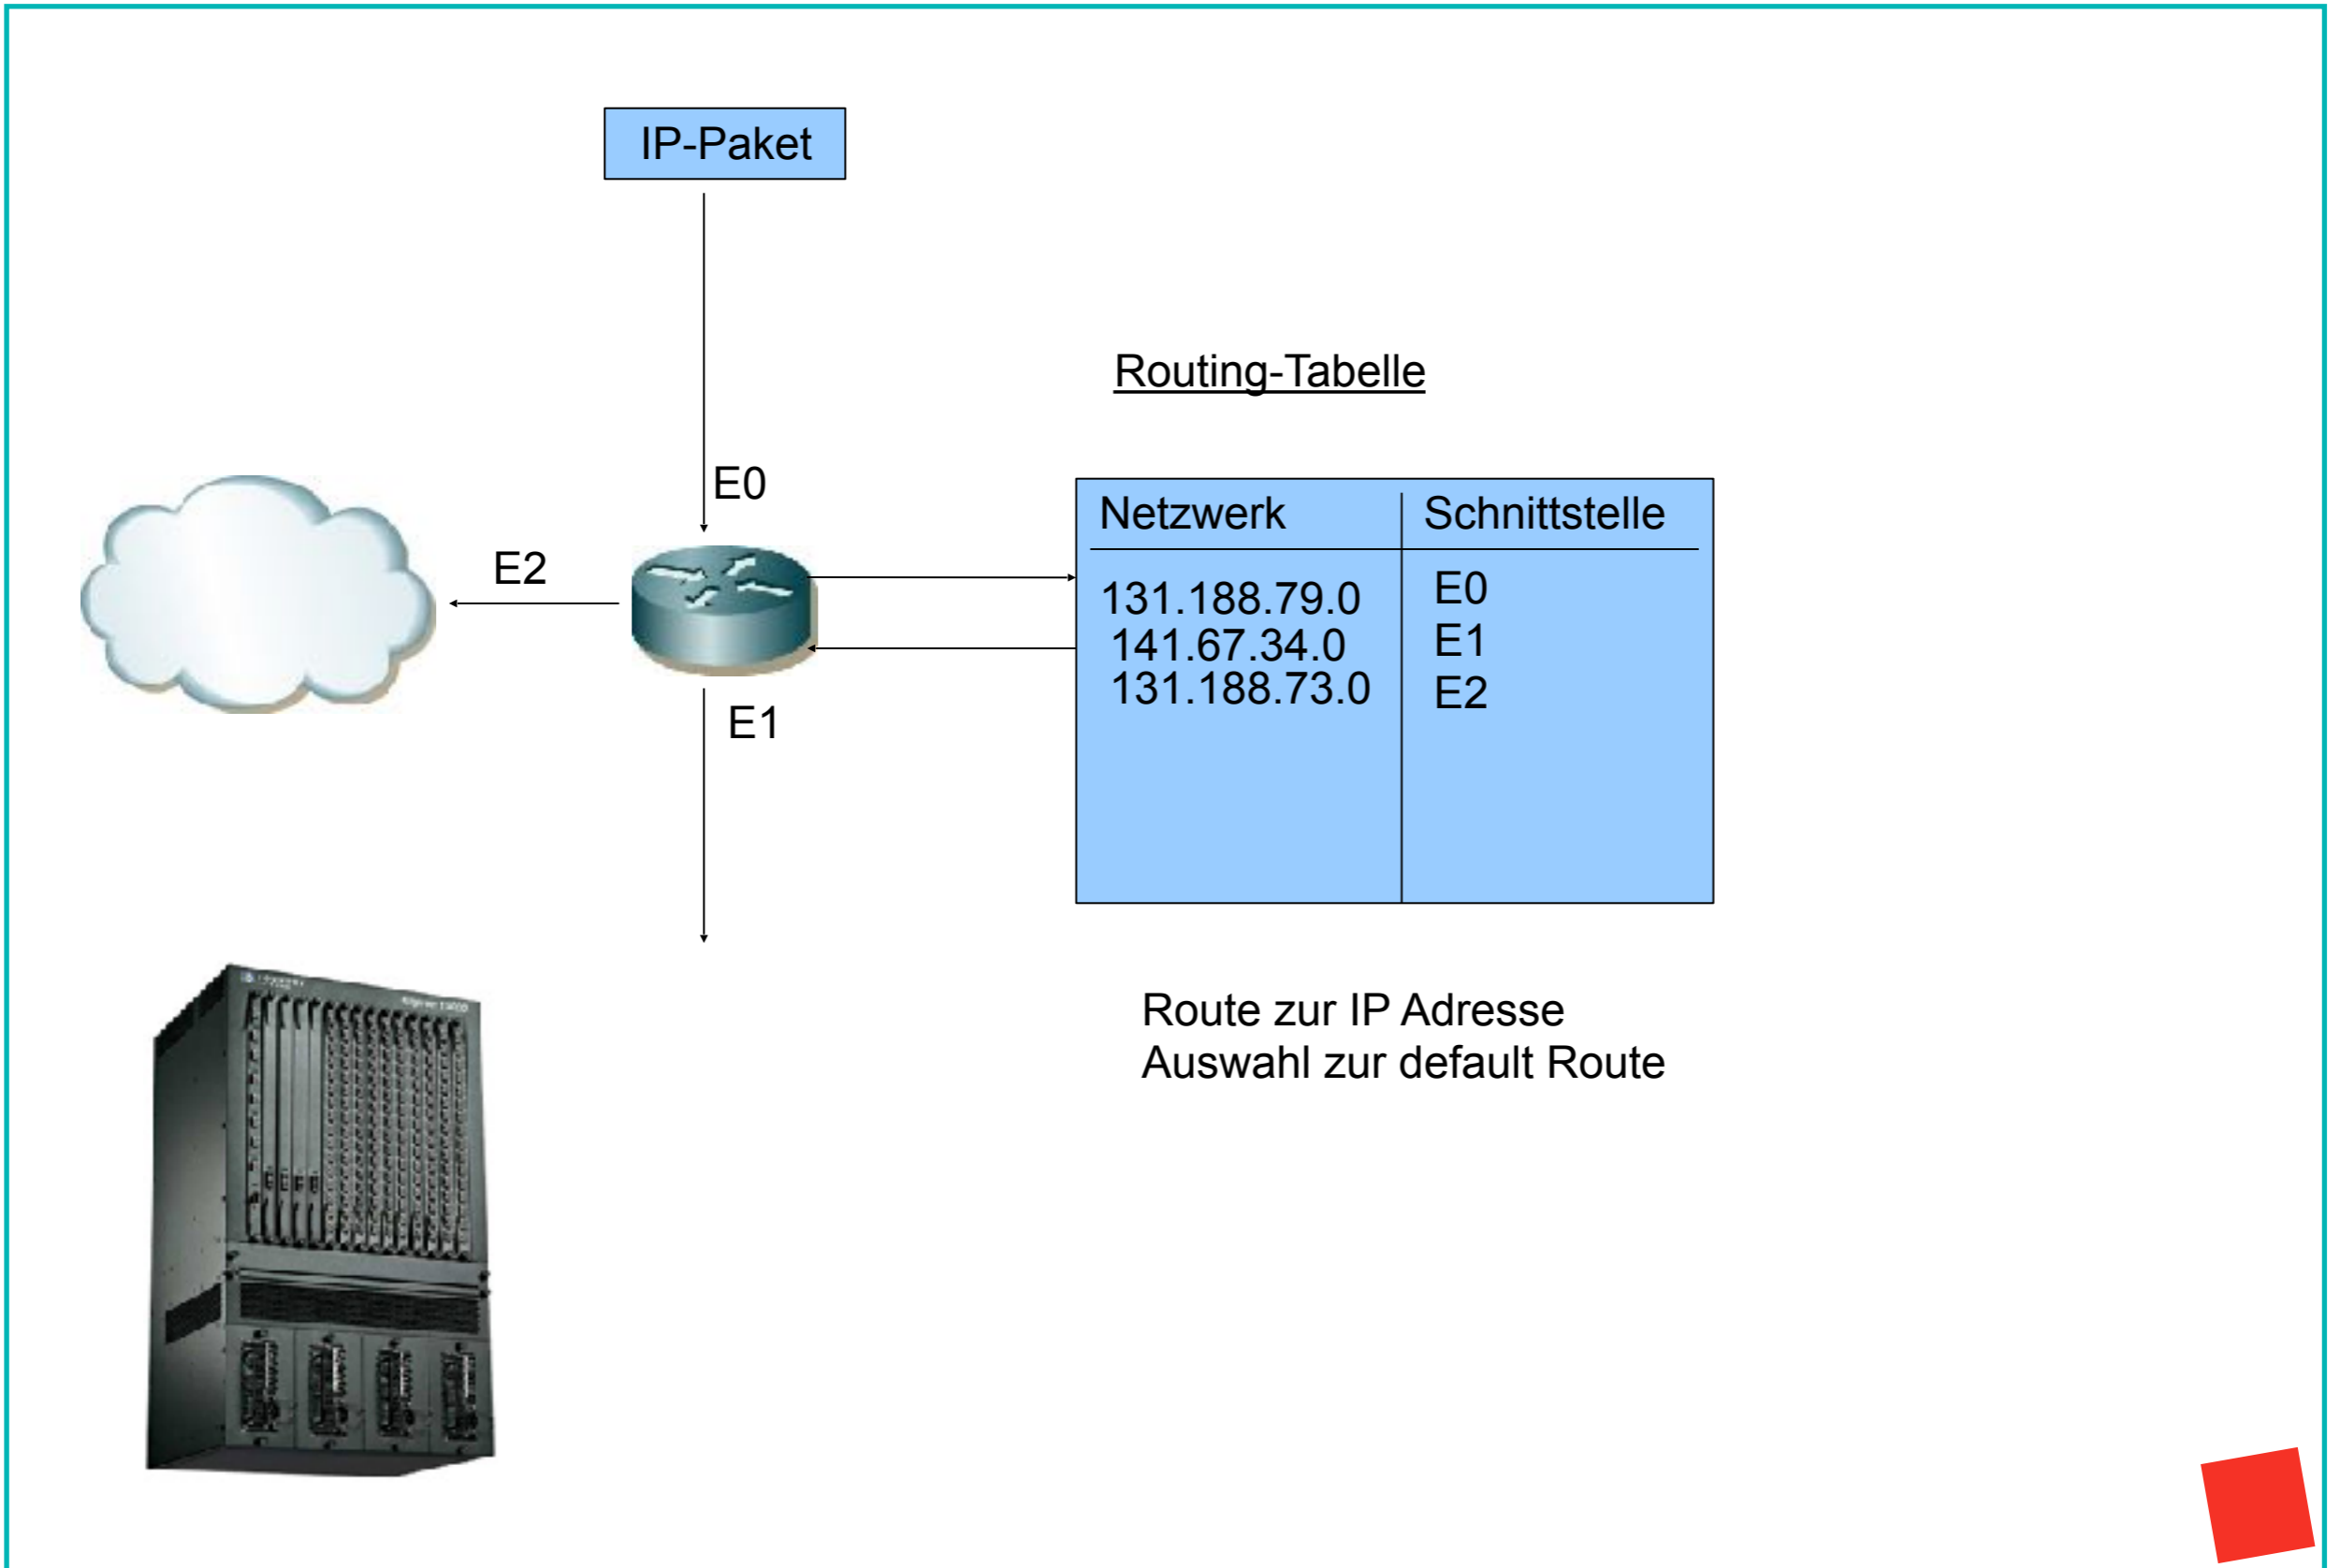 IP-Paket
Routing-Tabelle
E0
E2
E1
Netzwerk Schnittstelle
131.188.79.0 E0
141.67.34.0 E1
131.188.73.0 E2
Route zur IP Adresse
Auswahl zur default Route